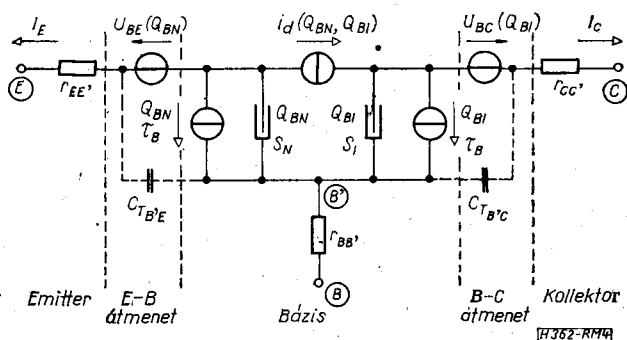 I_E U_BE(Q_BN) i_d(Q_BN, Q_BI) U_BC(Q_BI) I_C
E r_EE' r_CC' C
Q_BN Q_BN Q_BI Q_BI
τ_B S_N S_I τ_B
C_TB'E B' C_TB'C
r_BB'
B
Emitter E-B Bázis B-C Kollektor
átmenet átmenet
H362-RM4